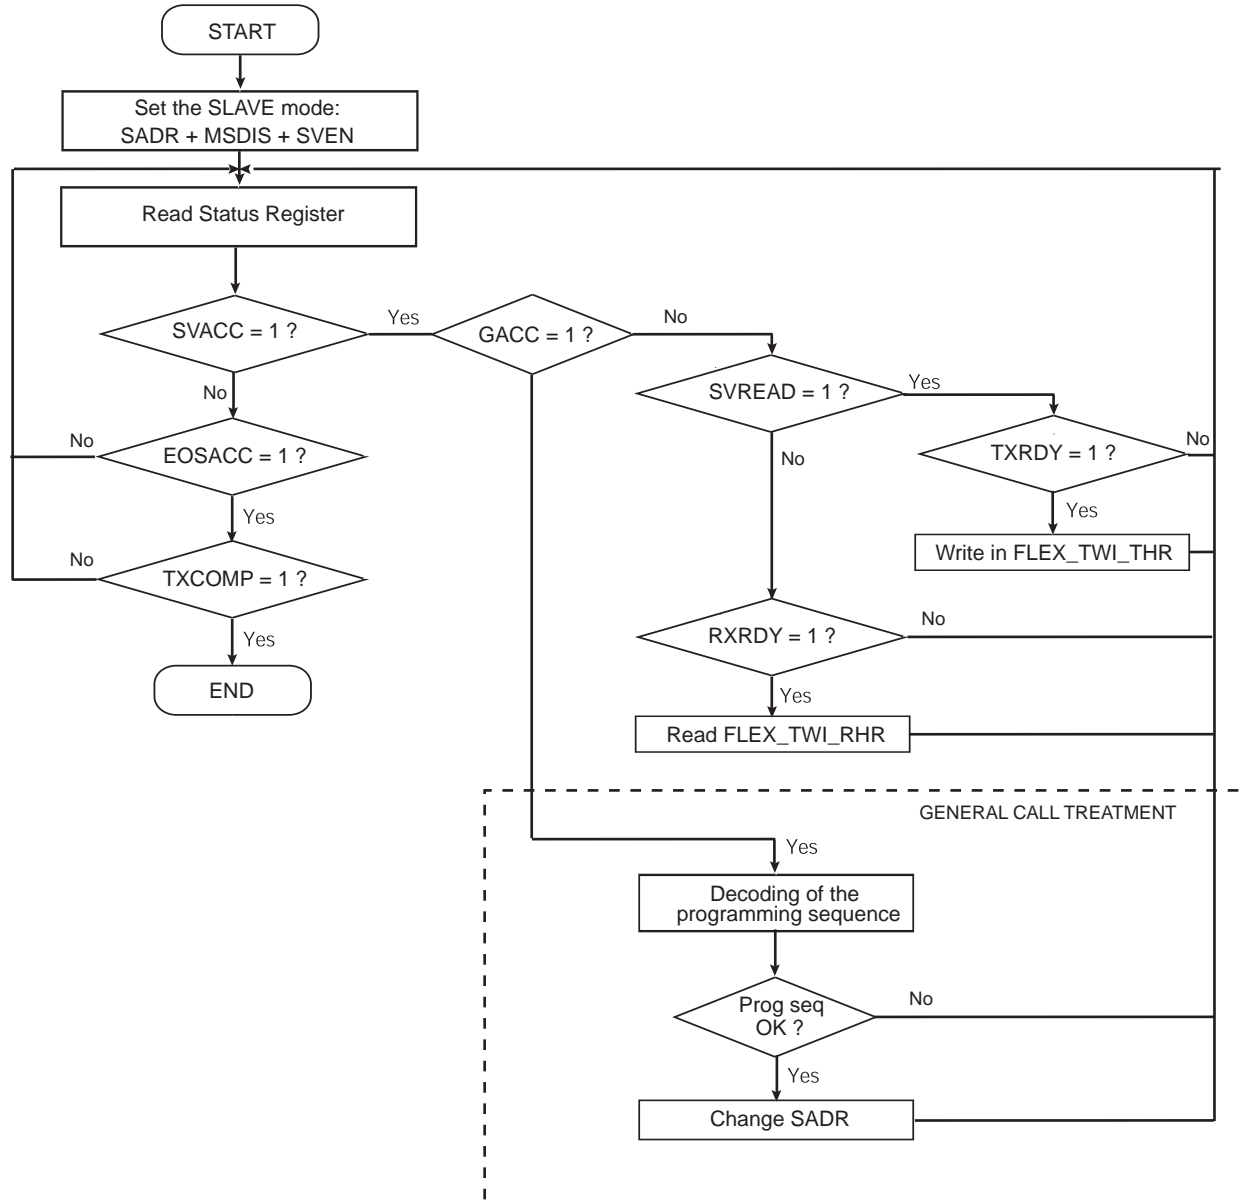 START
Set the SLAVE mode:
SADR + MSDIS + SVEN
Read Status Register
SVACC = 1 ?
Yes
GACC = 1 ?
No
SVREAD = 1 ?
Yes
No
EOSACC = 1 ?
No
TXRDY = 1 ?
No
No
Yes
Yes
Write in FLEX_TWI_THR
No
TXCOMP = 1 ?
RXRDY = 1 ?
No
Yes
END
Yes
Read FLEX_TWI_RHR
GENERAL CALL TREATMENT
Yes
Decoding of the
programming sequence
Prog seq
OK ?
No
Yes
Change SADR